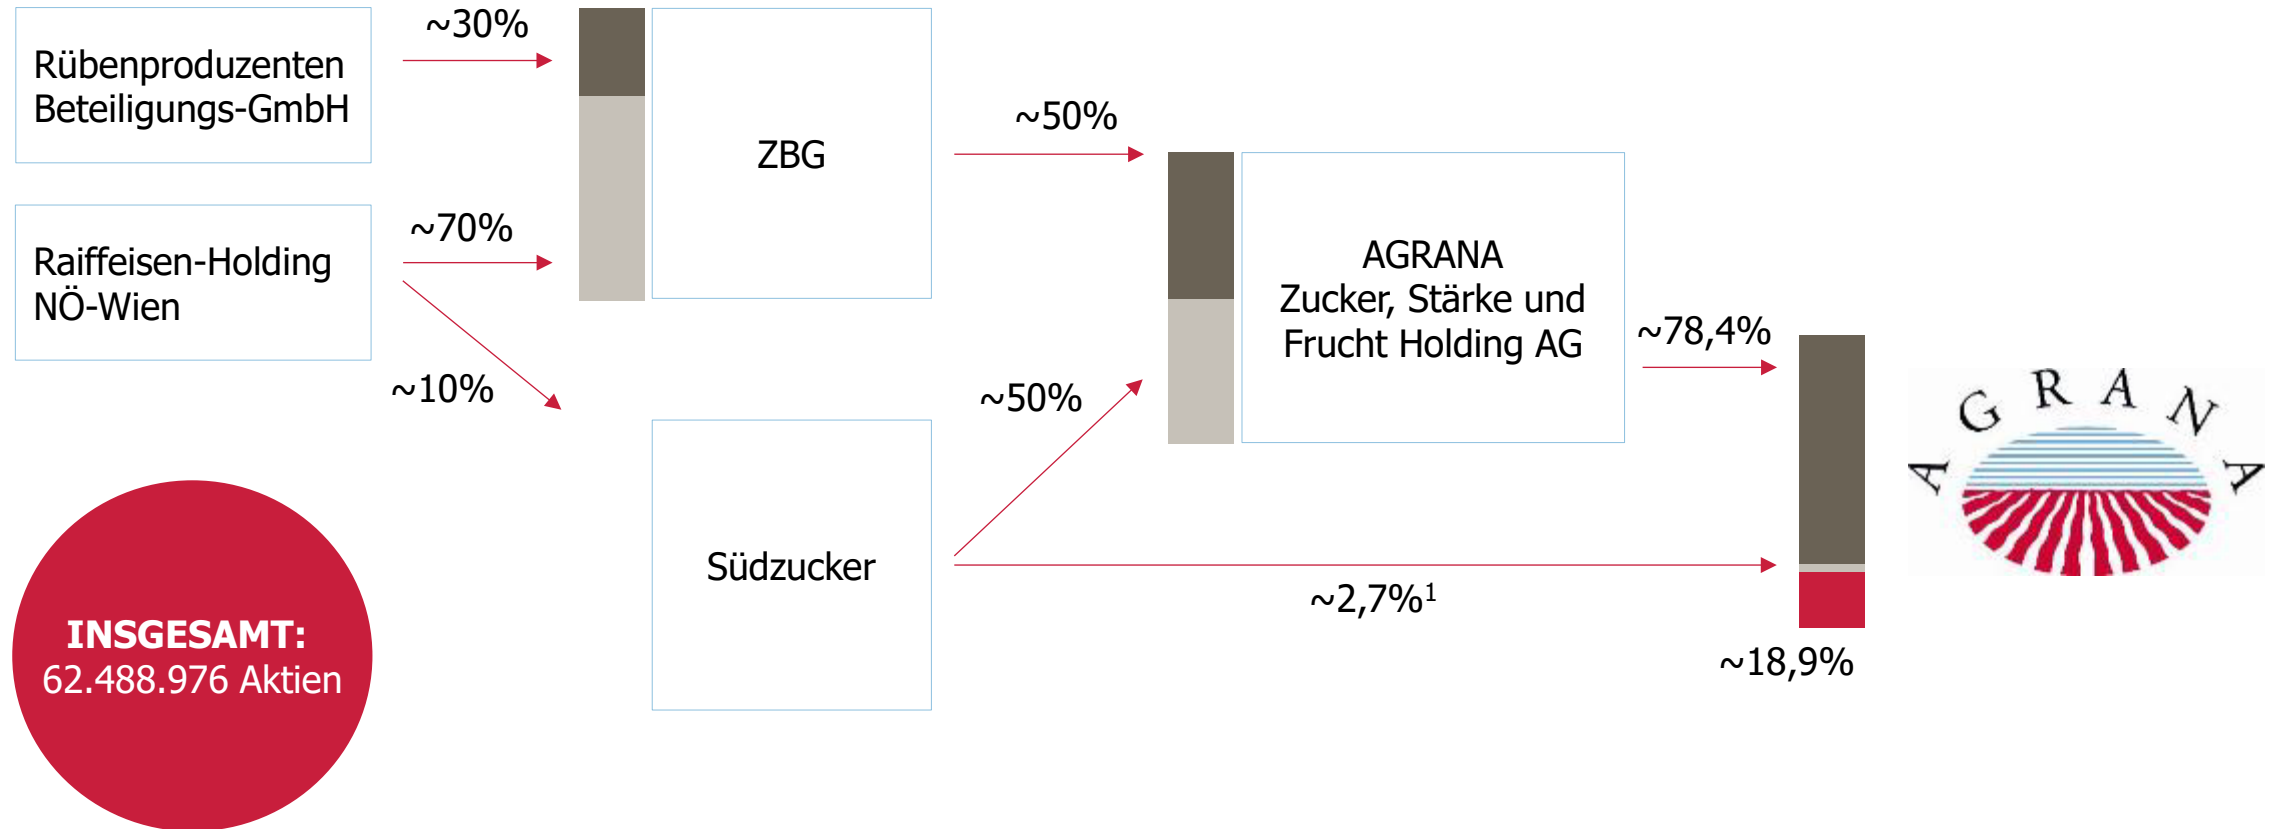 ~30%
Rübenproduzenten
Beteiligungs-GmbH
ZBG
~50%
~70%
Raiffeisen-Holding
NÖ-Wien
AGRANA
Zucker, Stärke und
Frucht Holding AG
~78,4%
~10%
~50%
AGRANA
Südzucker
~2,7%¹
INSGESAMT:
62.488.976 Aktien
~18,9%